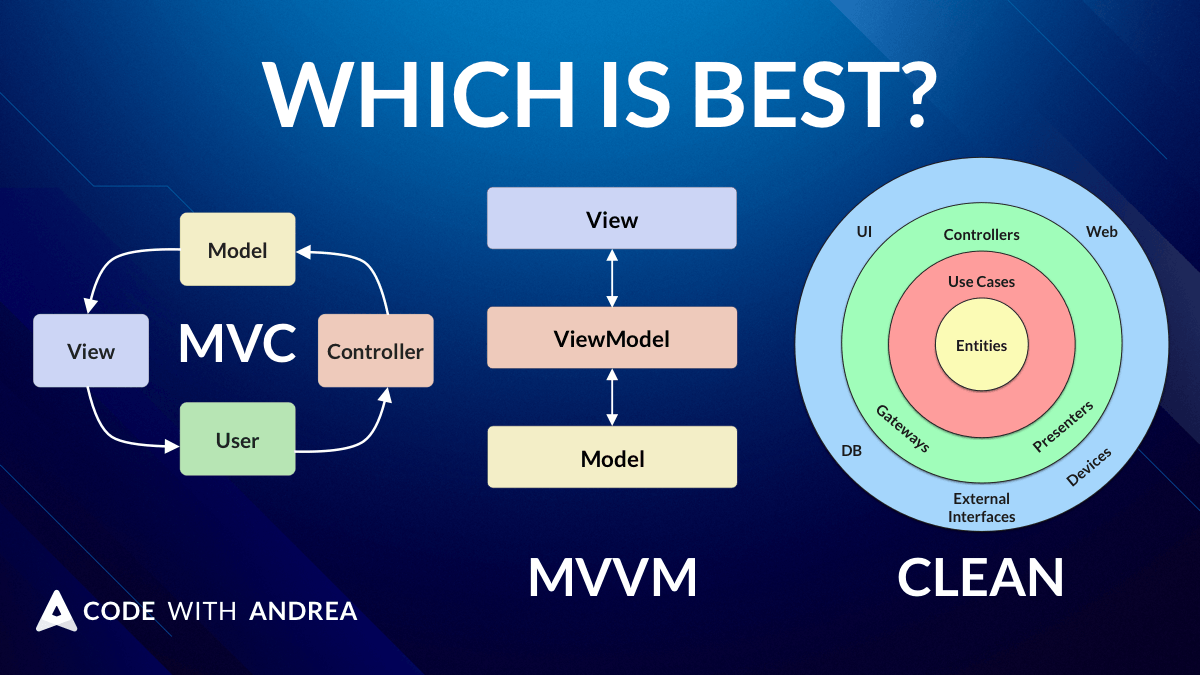 WHICH IS BEST?
Model
View
MVC
Controller
User
View
ViewModel
Model
MVVM
UI
Controllers
Web
Use Cases
Entities
Gateways
Presenters
DB
Devices
External
Interfaces
CLEAN
CODE WITH ANDREA